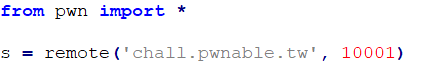 from pwn import *
s = remote('chall.pwnable.tw', 10001)